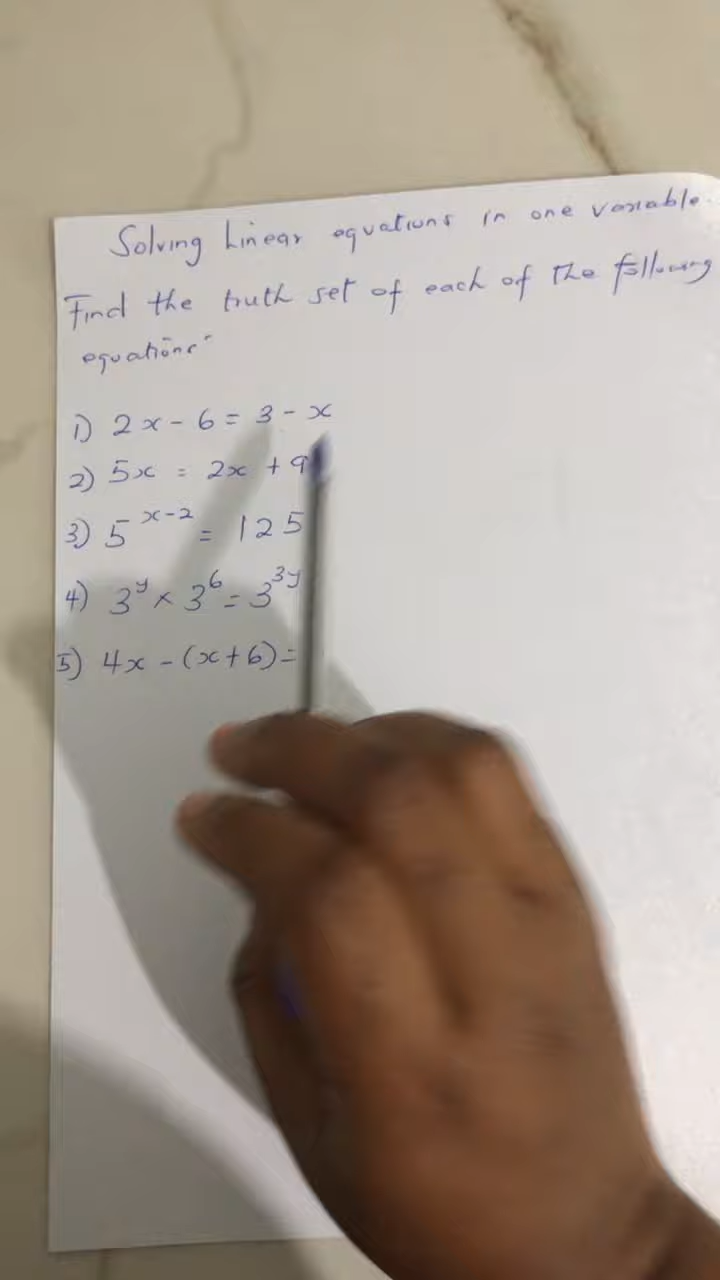 Solving Linear equations in one variable.
Find the truth set of each of the following
equations
1) 2x - 6 = 3 - x
2) 5x = 2x + 9
3) 5^(x-2) = 125
4) 3^y × 3^6 = 3^(3y)
5) 4x - (x + 6) =